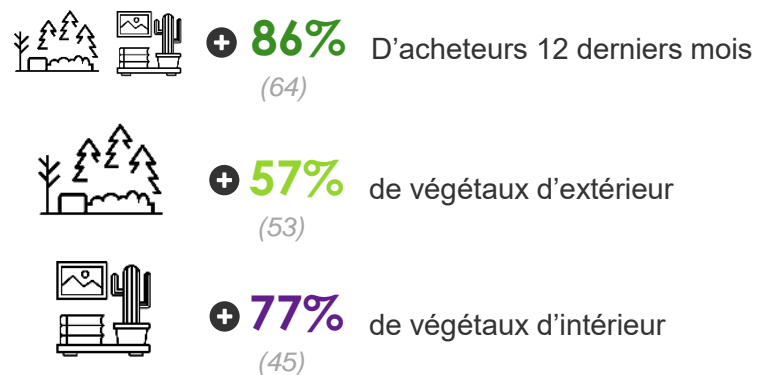 + 86% D’acheteurs 12 derniers mois
(64)
+ 57% de végétaux d’extérieur
(53)
+ 77% de végétaux d’intérieur
(45)